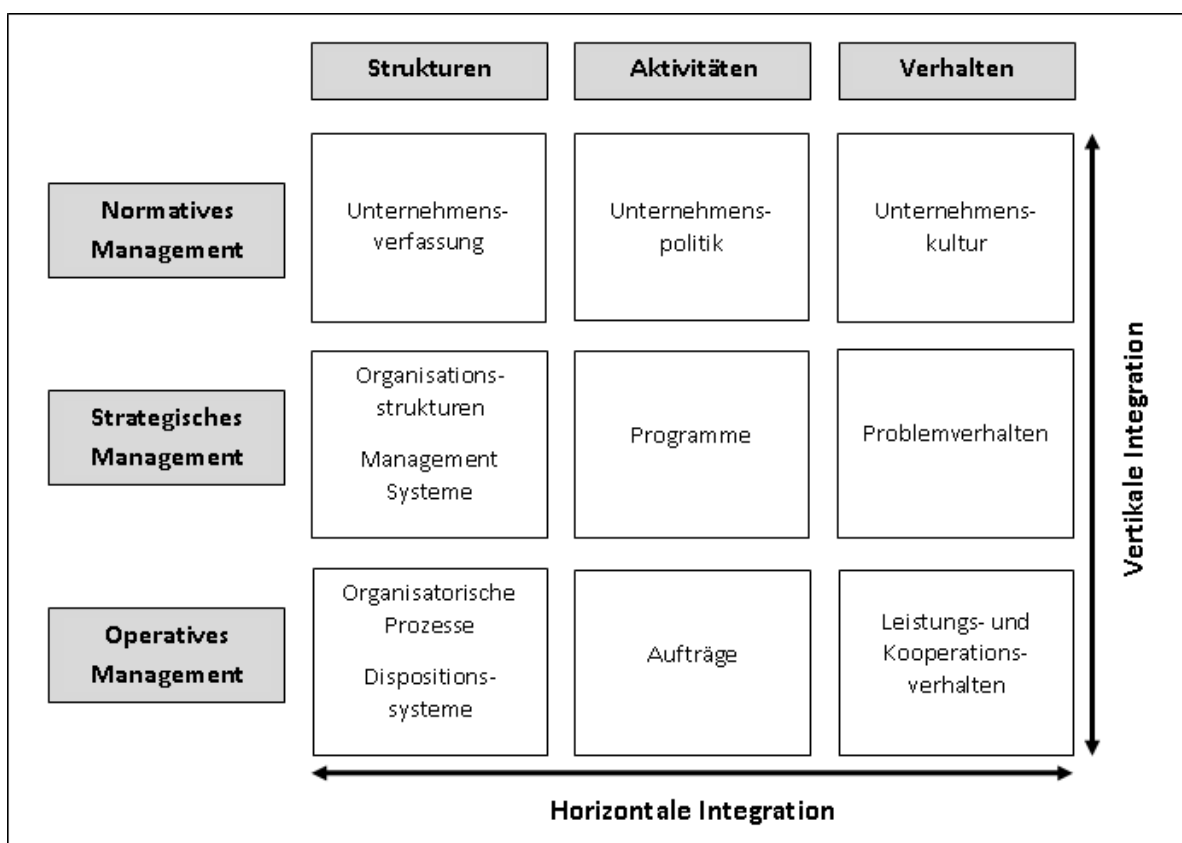 Strukturen
Aktivitäten
Verhalten
Normatives
Management
Unternehmens-
verfassung
Unternehmens-
politik
Unternehmens-
kultur
Strategisches
Management
Organisations-
strukturen
Management
Systeme
Programme
Problemverhalten
Operatives
Management
Organisatorische
Prozesse
Dispositions-
systeme
Aufträge
Leistungs- und
Kooperations-
verhalten
Vertikale Integration
Horizontale Integration